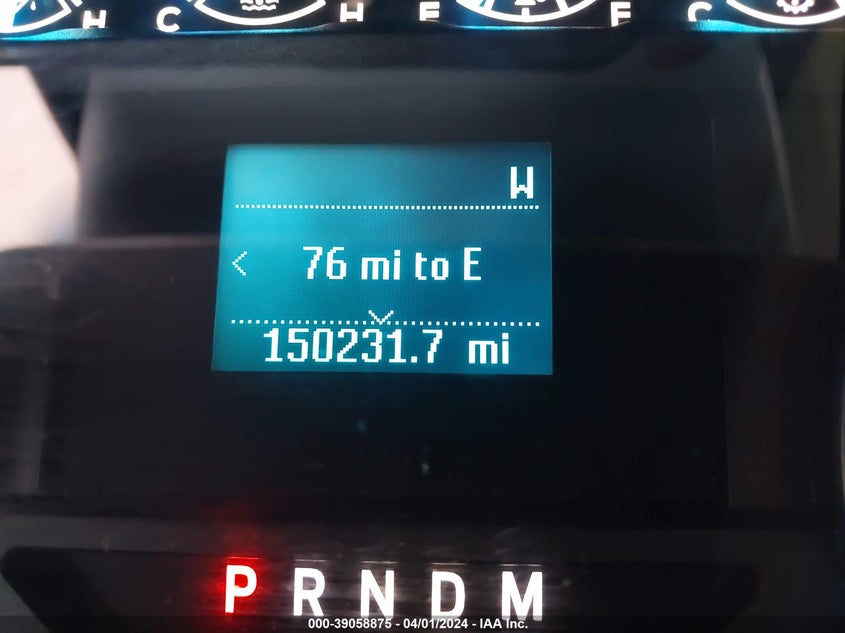 H C H E F C
W
< 76 mi to E
150231.7 mi
P R N D M
000-39058875 - 04/01/2024 - IAA Inc.